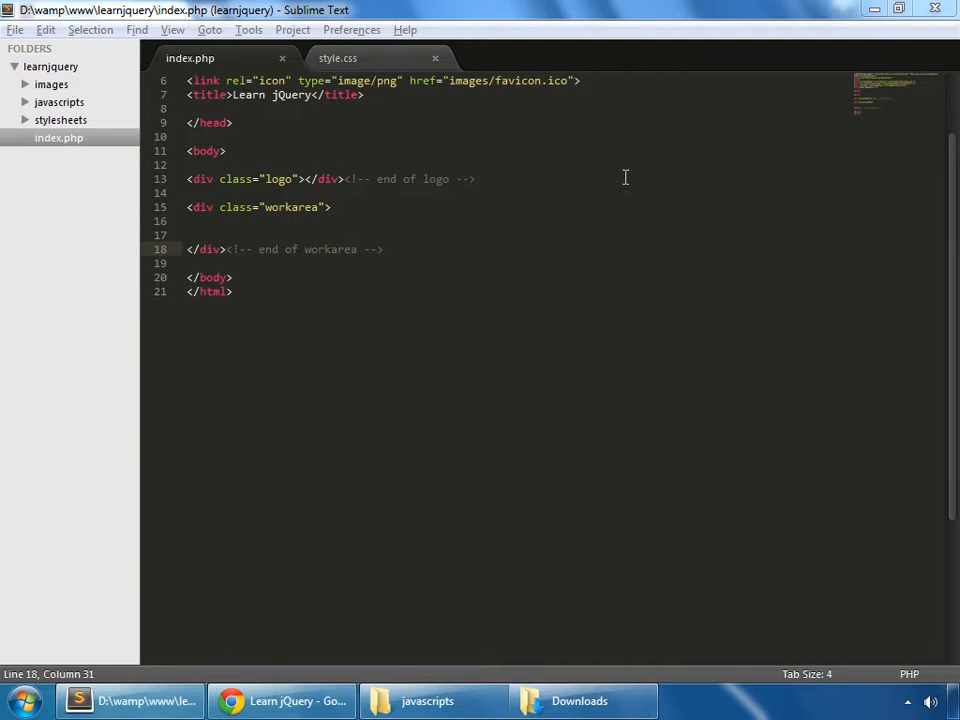 D:\wamp\www\learnjquery\index.php (learnjquery) - Sublime Text
File Edit Selection Find View Goto Tools Project Preferences Help
FOLDERS
learnjquery
images
javascripts
stylesheets
index.php
index.php style.css
6 <link rel="icon" type="image/png" href="images/favicon.ico">
7 <title>Learn jQuery</title>
8
9 </head>
10
11 <body>
12
13 <div class="logo"></div><!-- end of logo -->
14
15 <div class="workarea">
16
17
18 </div><!-- end of workarea -->
19
20 </body>
21 </html>
Line 18, Column 31 Tab Size: 4 PHP
D:\wamp\www\le... Learn jQuery - Go... javascripts Downloads